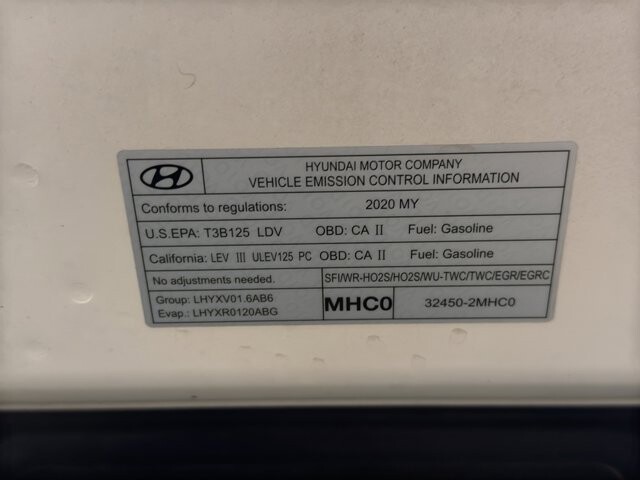 HYUNDAI MOTOR COMPANY
VEHICLE EMISSION CONTROL INFORMATION
Conforms to regulations: 2020 MY
U.S.EPA: T3B125 LDV OBD: CA II Fuel: Gasoline
California: LEV III ULEV125 PC OBD: CA II Fuel: Gasoline
No adjustments needed. SFI/WR-HO2S/HO2S/WU-TWC/TWC/EGR/EGRC
Group: LHYXV01.6AB6
Evap.: LHYXR0120ABG
MHC0 32450-2MHC0